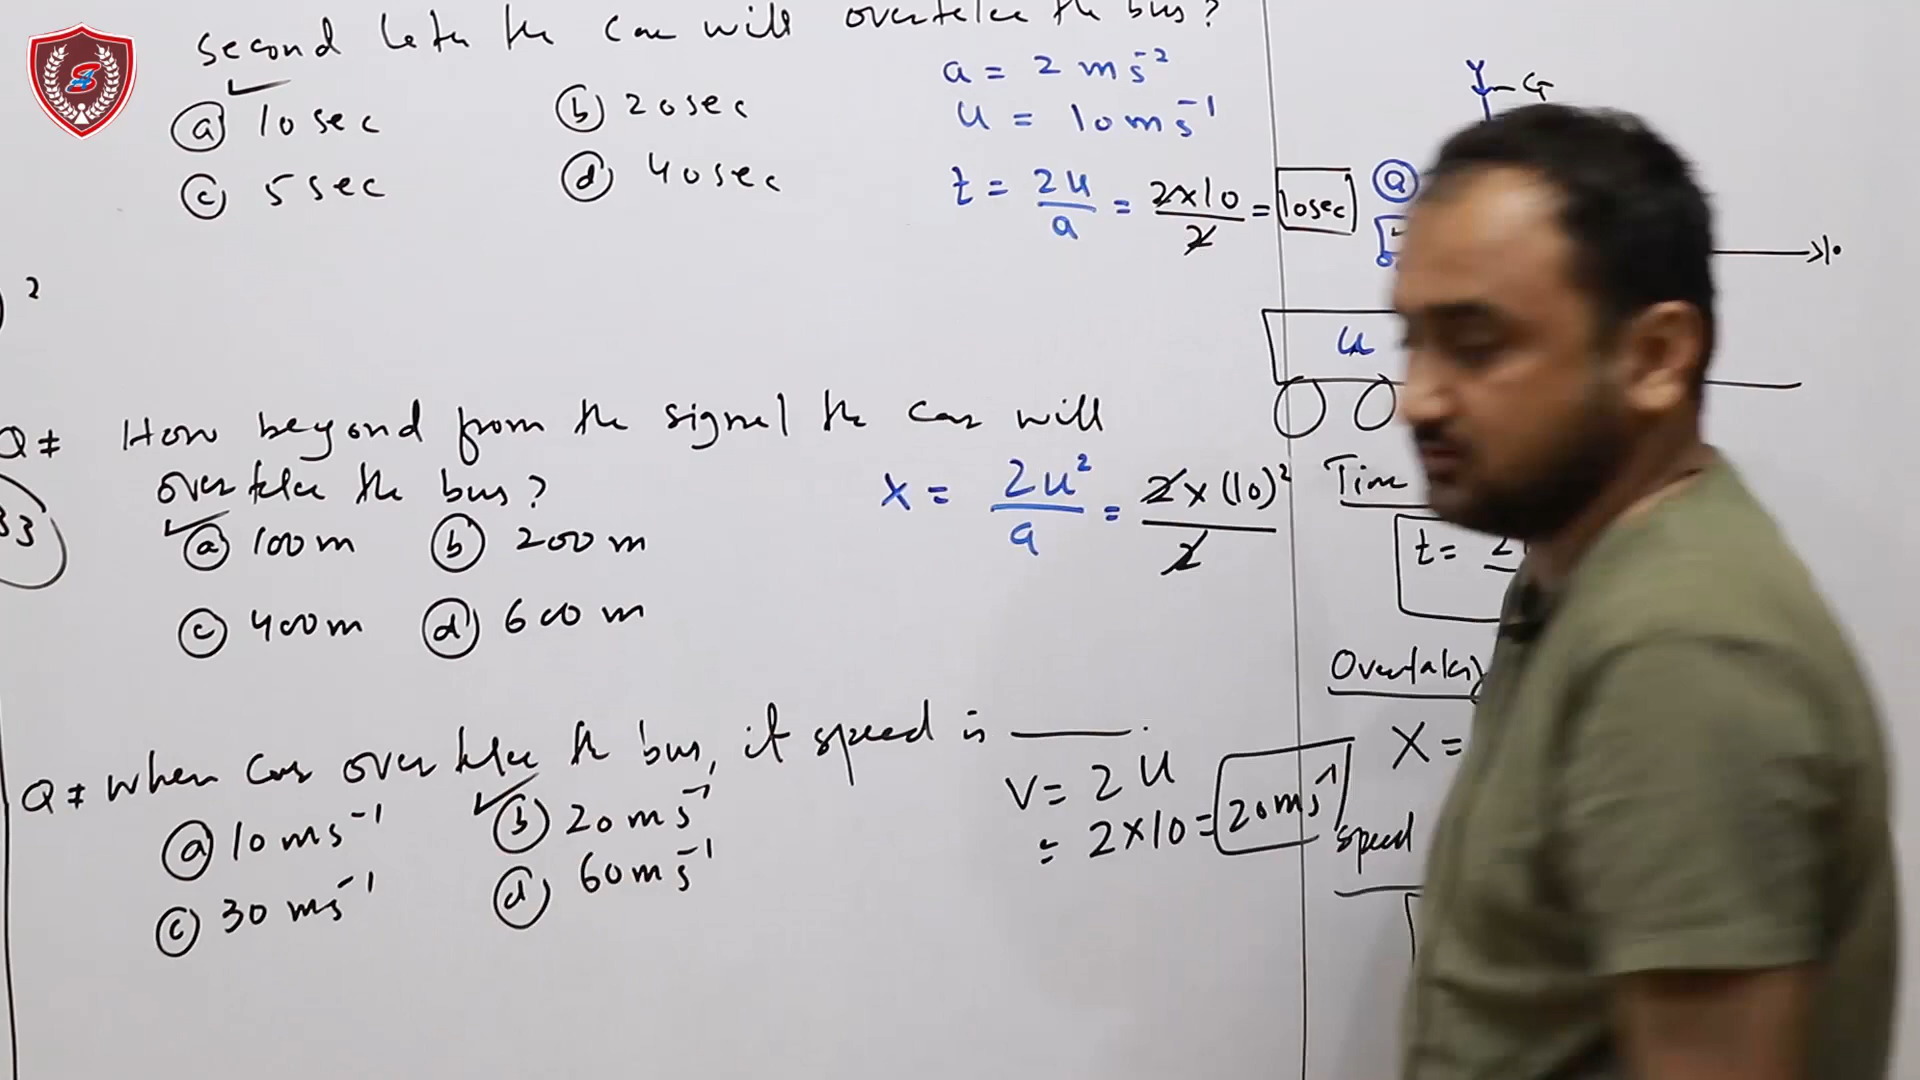 second late the car will overtake the bus?
a = 2 ms⁻²
u = 10 ms⁻¹
ⓐ 10 sec ⓑ 20 sec
ⓒ 5 sec ⓓ 40 sec
t = 2u/a = 2×10/2 = 10sec
G
ⓐ
2
u
Q# How beyond from the signal the car will
overtake the bus?
33
ⓐ 100 m ⓑ 200 m
ⓒ 400 m ⓓ 600 m
x = 2u²/a = 2×(10)²/2
Time
t = 2
Overtaking
X =
Q# When car overtake the bus, it speed is ____.
ⓐ 10 ms⁻¹ ⓑ 20 ms⁻¹
ⓒ 30 ms⁻¹ ⓓ 60 ms⁻¹
V = 2u
= 2×10 = 20 ms⁻¹
speed